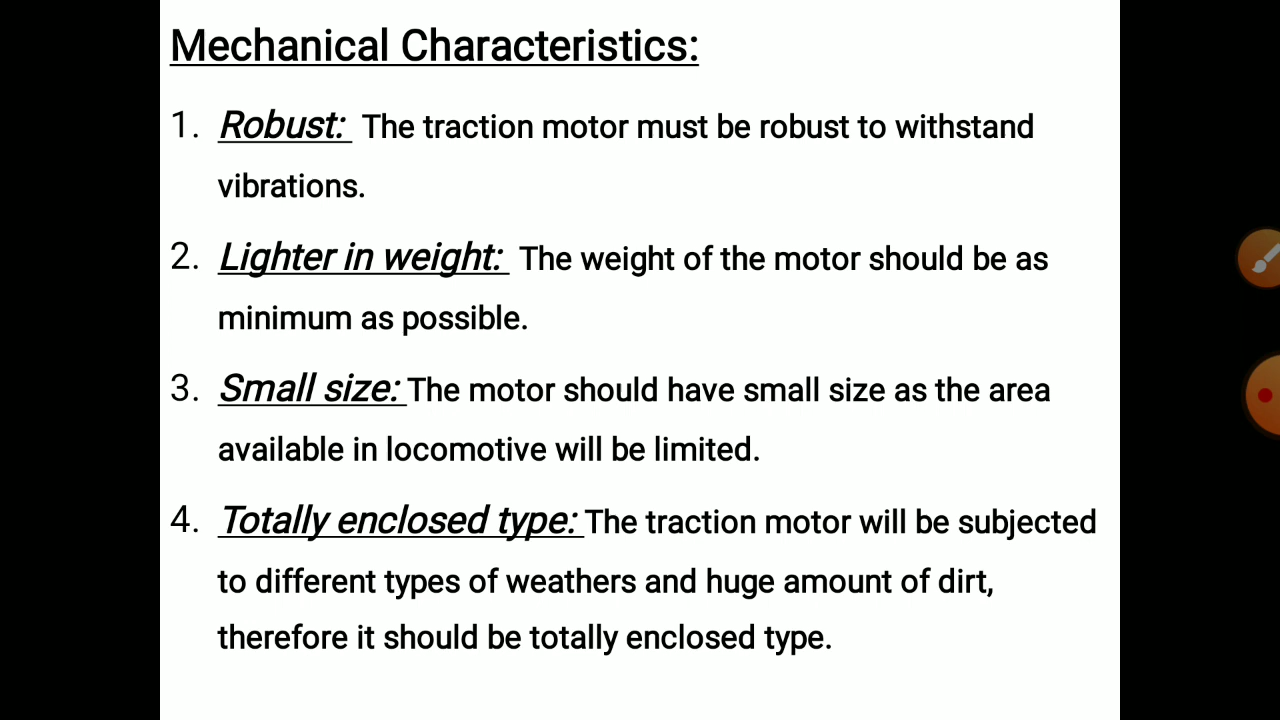 Mechanical Characteristics:
1. Robust: The traction motor must be robust to withstand
vibrations.
2. Lighter in weight: The weight of the motor should be as
minimum as possible.
3. Small size: The motor should have small size as the area
available in locomotive will be limited.
4. Totally enclosed type: The traction motor will be subjected
to different types of weathers and huge amount of dirt,
therefore it should be totally enclosed type.